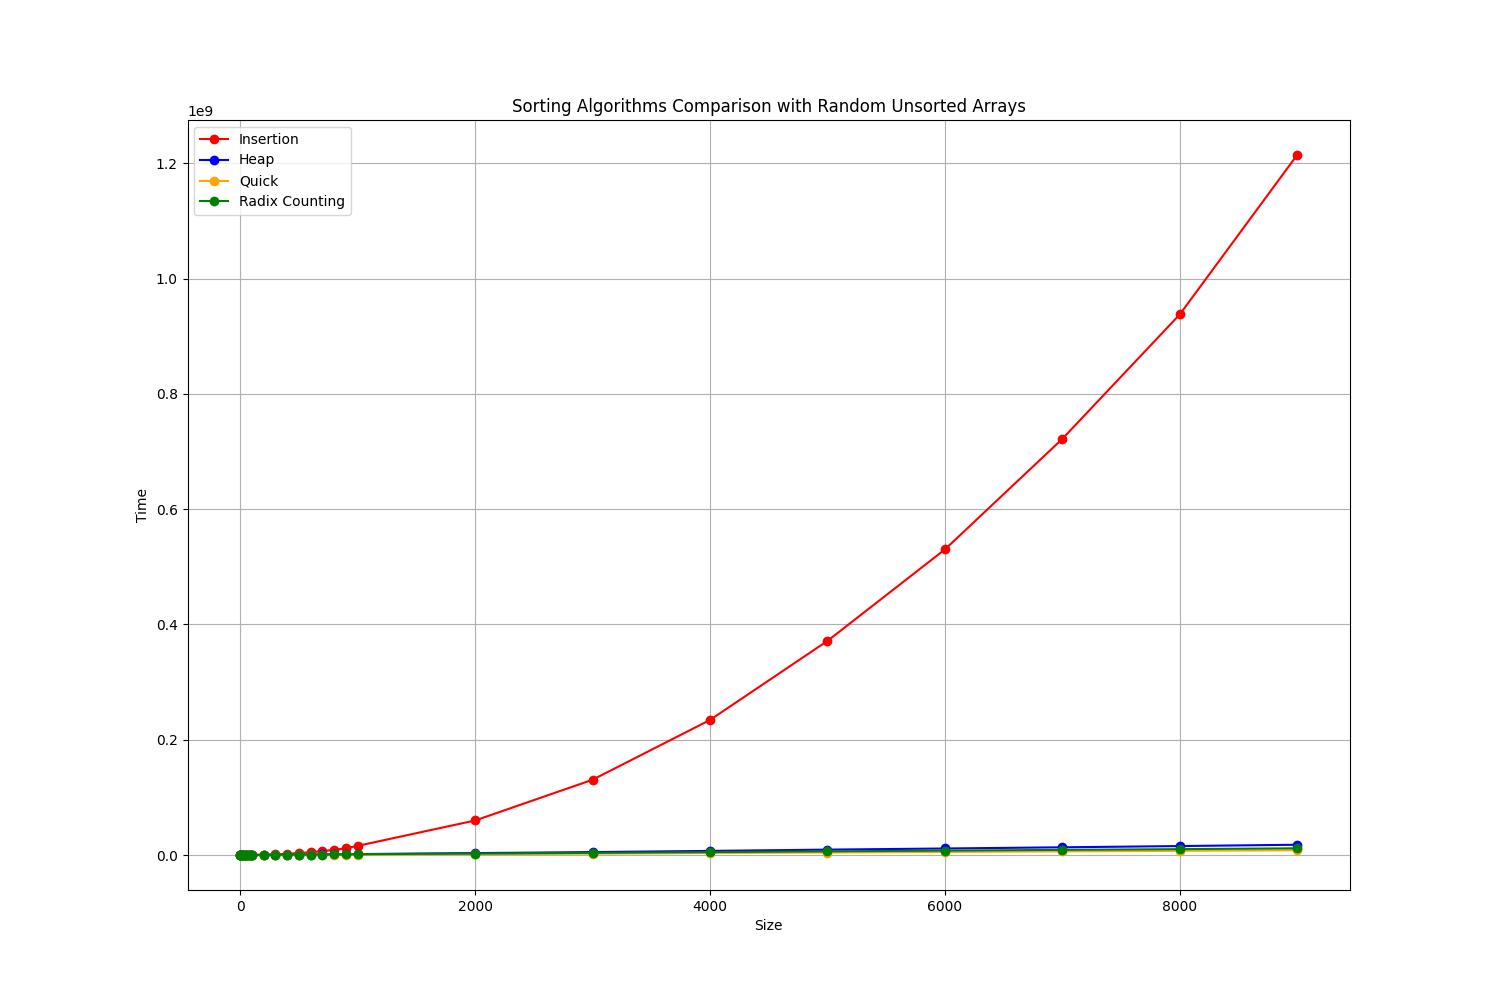 Sorting Algorithms Comparison with Random Unsorted Arrays
1e9
Insertion
Heap
Quick
Radix Counting
1.2
1.0
0.8
0.6
0.4
0.2
0.0
Time
0 2000 4000 6000 8000
Size